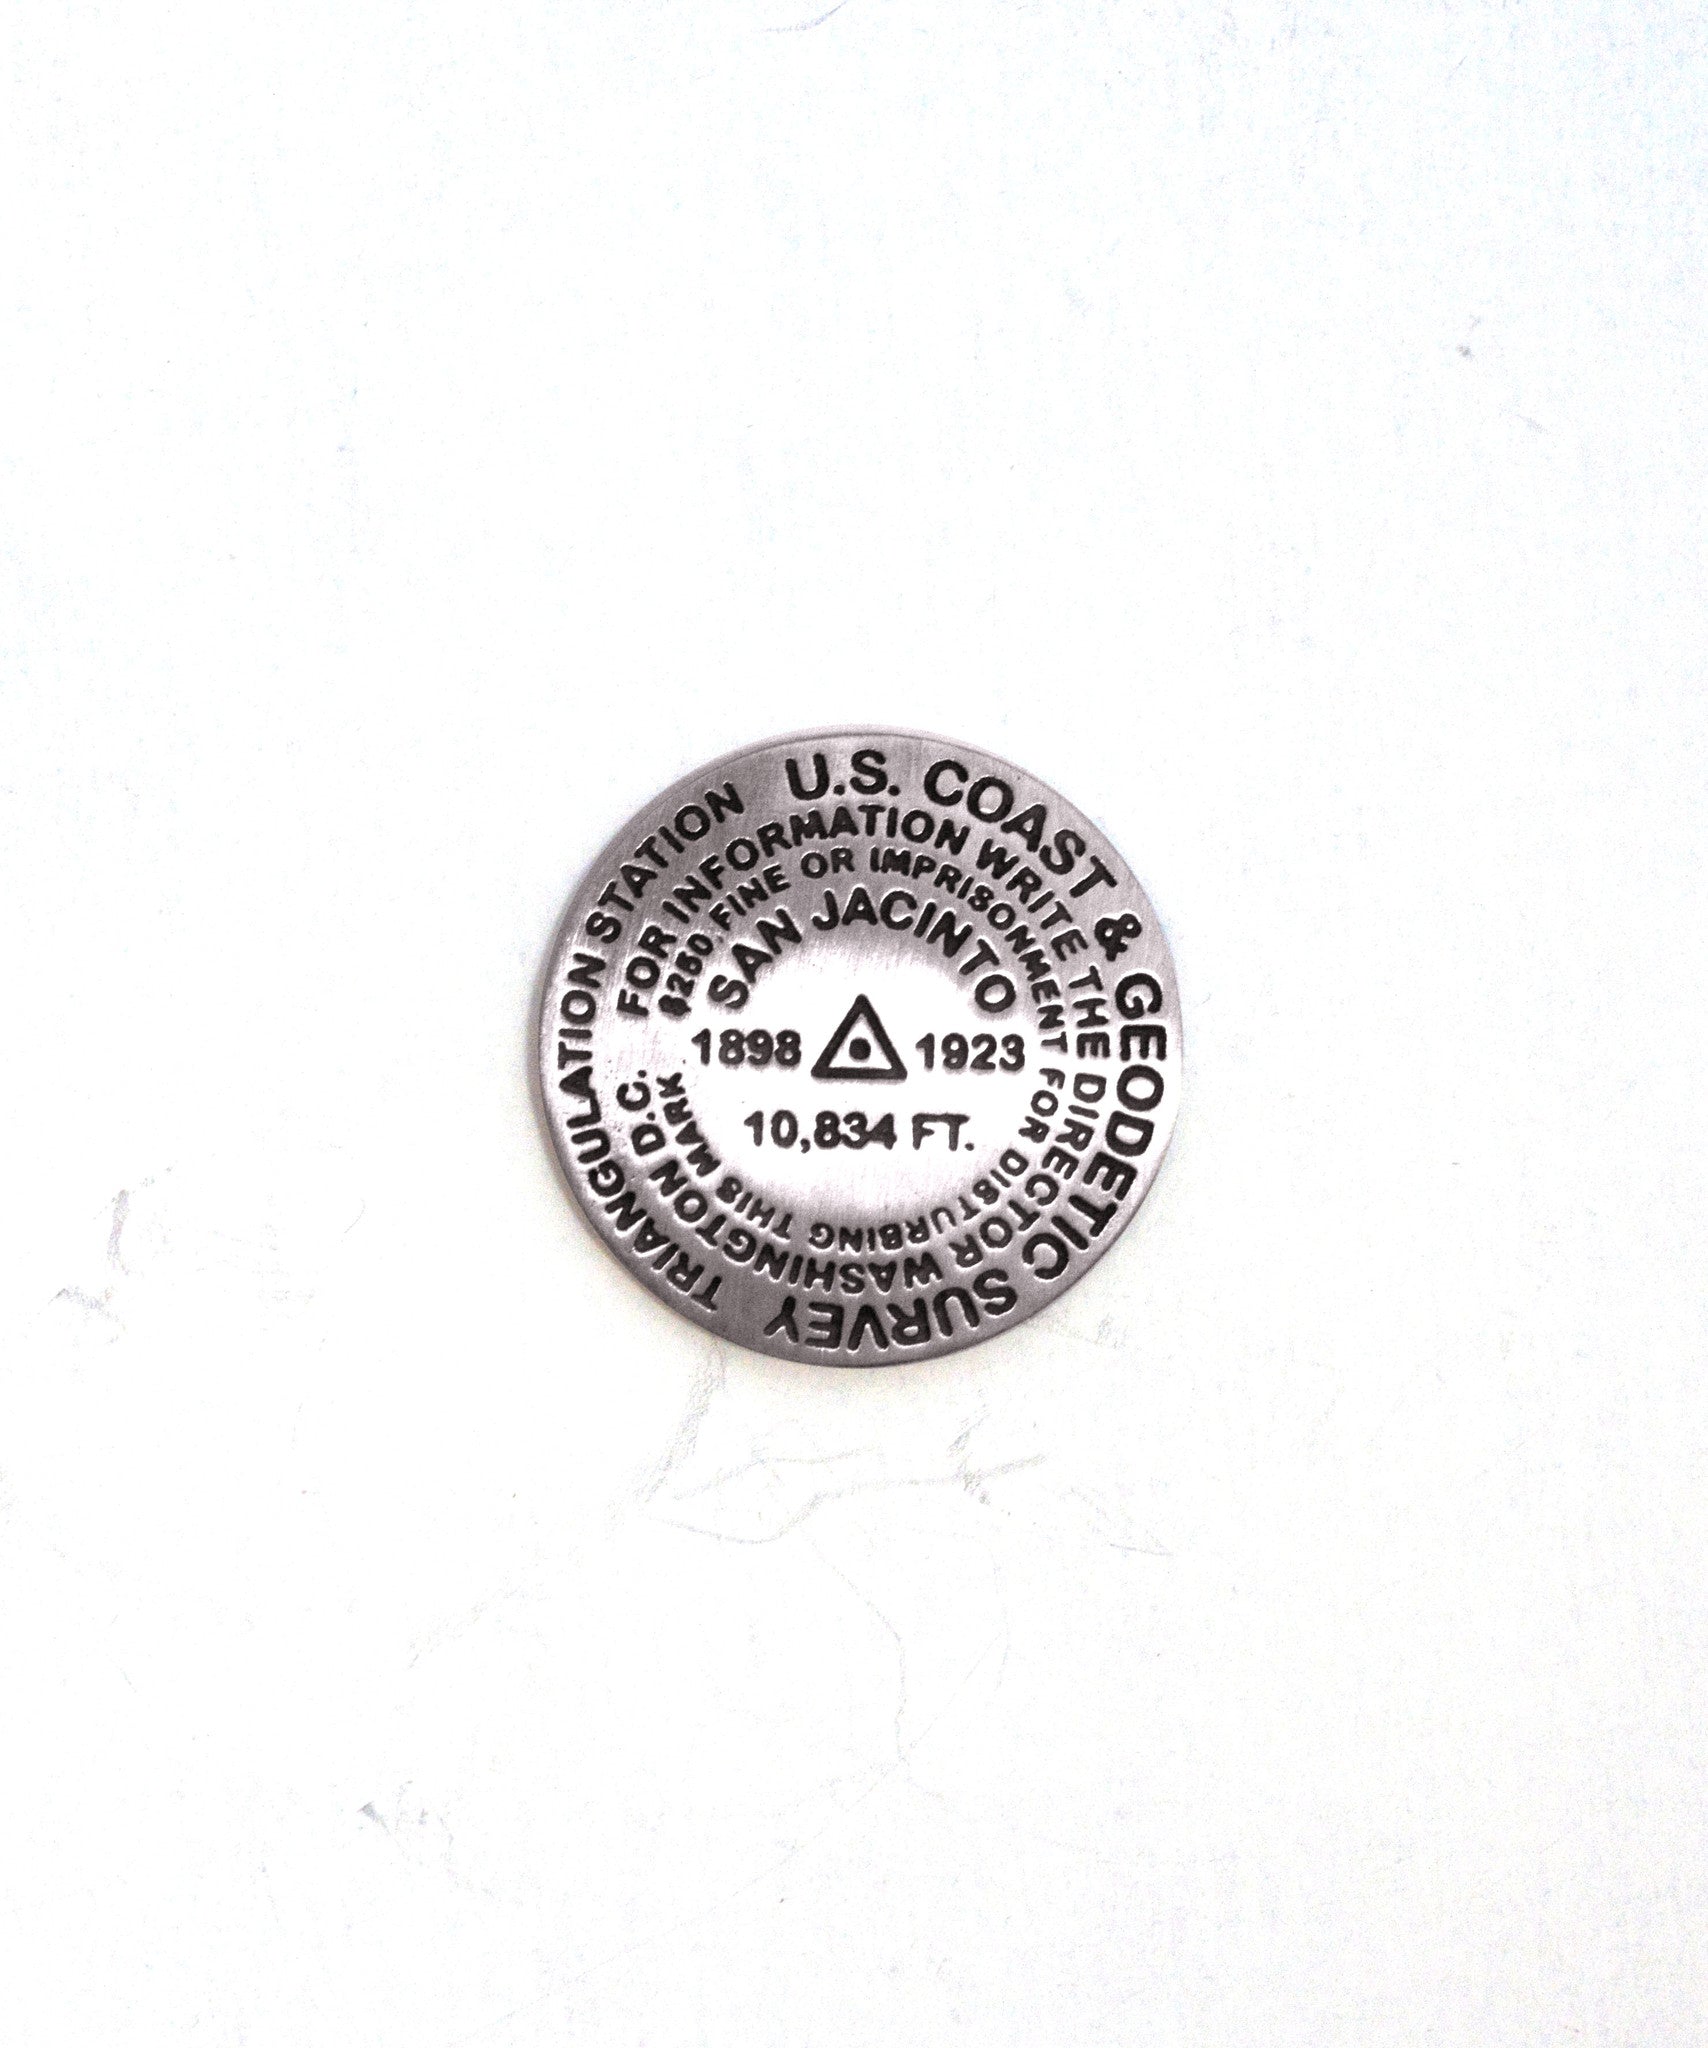 U.S. COAST & GEODETIC SURVEY TRIANGULATION STATION
FOR INFORMATION WRITE THE DIRECTOR WASHINGTON D.C.
$250. FINE OR IMPRISONMENT FOR DISTURBING THIS MARK
SAN JACINTO
1898 1923
10,834 FT.